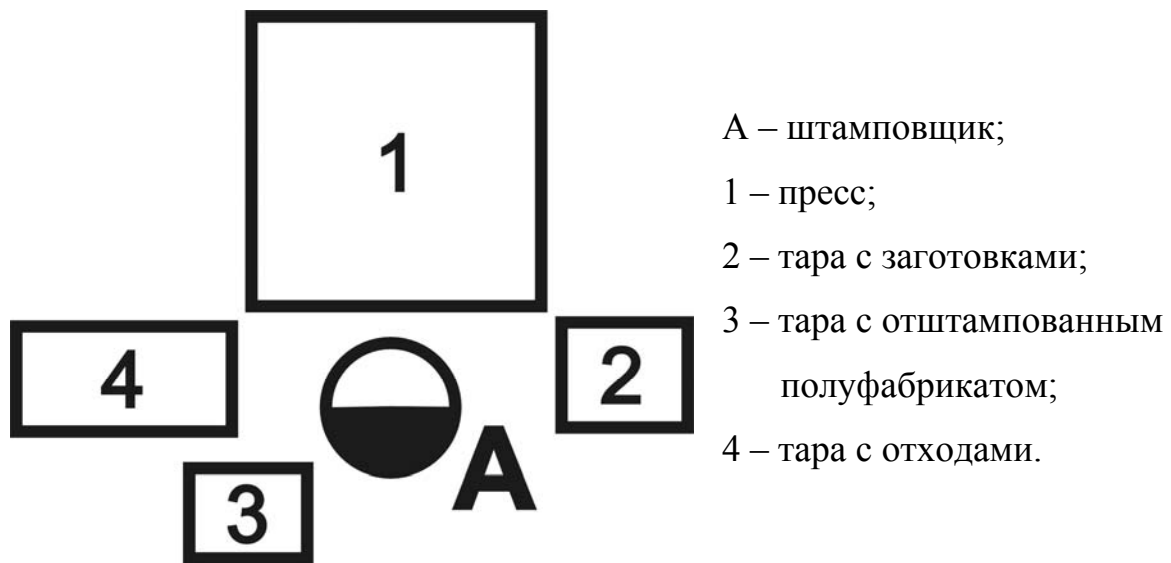 1
4
2
3
А
А – штамповщик;
1 – пресс;
2 – тара с заготовками;
3 – тара с отштампованным
полуфабрикатом;
4 – тара с отходами.